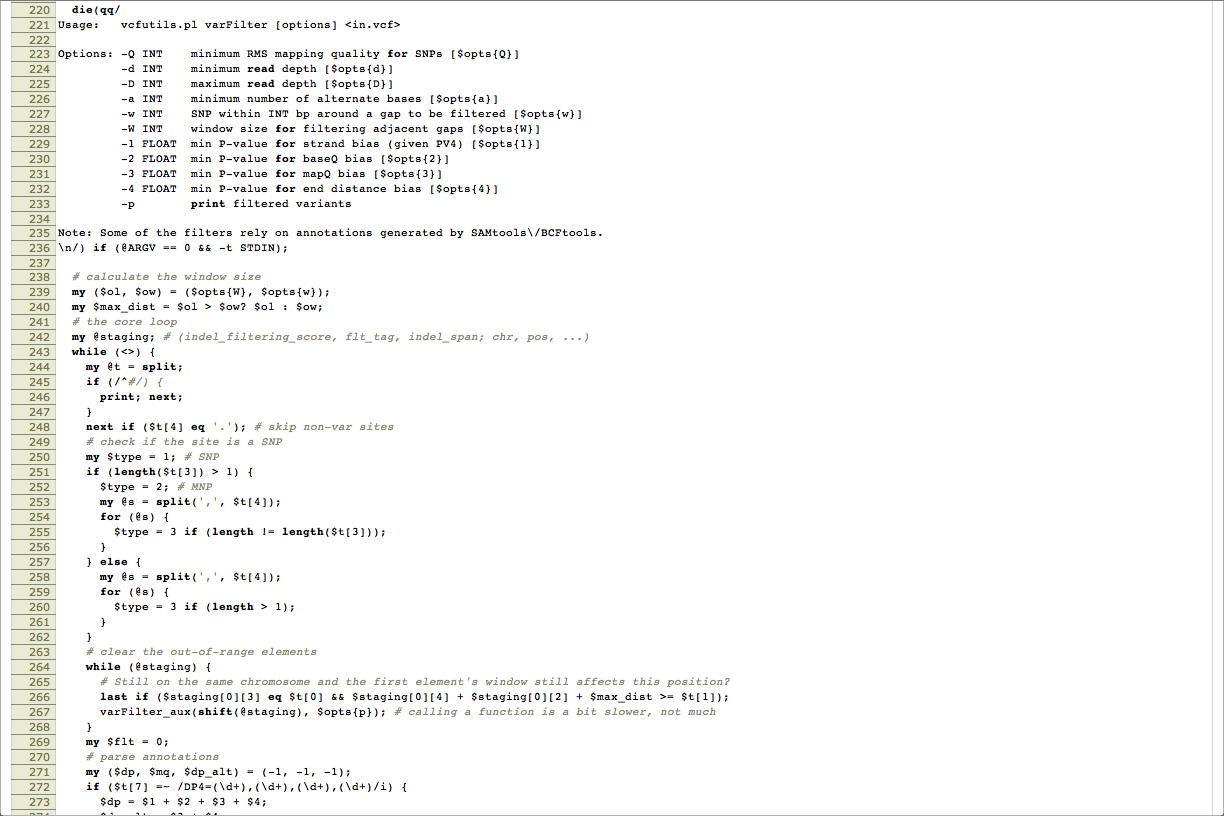 220 die(qq/
221 Usage: vcfutils.pl varFilter [options] <in.vcf>
222
223 Options: -Q INT minimum RMS mapping quality for SNPs [$opts{Q}]
224 -d INT minimum read depth [$opts{d}]
225 -D INT maximum read depth [$opts{D}]
226 -a INT minimum number of alternate bases [$opts{a}]
227 -w INT SNP within INT bp around a gap to be filtered [$opts{w}]
228 -W INT window size for filtering adjacent gaps [$opts{W}]
229 -1 FLOAT min P-value for strand bias (given PV4) [$opts{1}]
230 -2 FLOAT min P-value for baseQ bias [$opts{2}]
231 -3 FLOAT min P-value for mapQ bias [$opts{3}]
232 -4 FLOAT min P-value for end distance bias [$opts{4}]
233 -p print filtered variants
234
235 Note: Some of the filters rely on annotations generated by SAMtools\/BCFtools.
236 \n/) if (@ARGV == 0 && -t STDIN);
237
238 # calculate the window size
239 my ($ol, $ow) = ($opts{W}, $opts{w});
240 my $max_dist = $ol > $ow? $ol : $ow;
241 # the core loop
242 my @staging; # (indel_filtering_score, flt_tag, indel_span; chr, pos, ...)
243 while (<>) {
244 my @t = split;
245 if (/^#/) {
246 print; next;
247 }
248 next if ($t[4] eq '.'); # skip non-var sites
249 # check if the site is a SNP
250 my $type = 1; # SNP
251 if (length($t[3]) > 1) {
252 $type = 2; # MNP
253 my @s = split(',', $t[4]);
254 for (@s) {
255 $type = 3 if (length != length($t[3]));
256 }
257 } else {
258 my @s = split(',', $t[4]);
259 for (@s) {
260 $type = 3 if (length > 1);
261 }
262 }
263 # clear the out-of-range elements
264 while (@staging) {
265 # Still on the same chromosome and the first element's window still affects this position?
266 last if ($staging[0][3] eq $t[0] && $staging[0][4] + $staging[0][2] + $max_dist >= $t[1]);
267 varFilter_aux(shift(@staging), $opts{p}); # calling a function is a bit slower, not much
268 }
269 my $flt = 0;
270 # parse annotations
271 my ($dp, $mq, $dp_alt) = (-1, -1, -1);
272 if ($t[7] =~ /DP4=(\d+),(\d+),(\d+),(\d+)/i) {
273 $dp = $1 + $2 + $3 + $4;